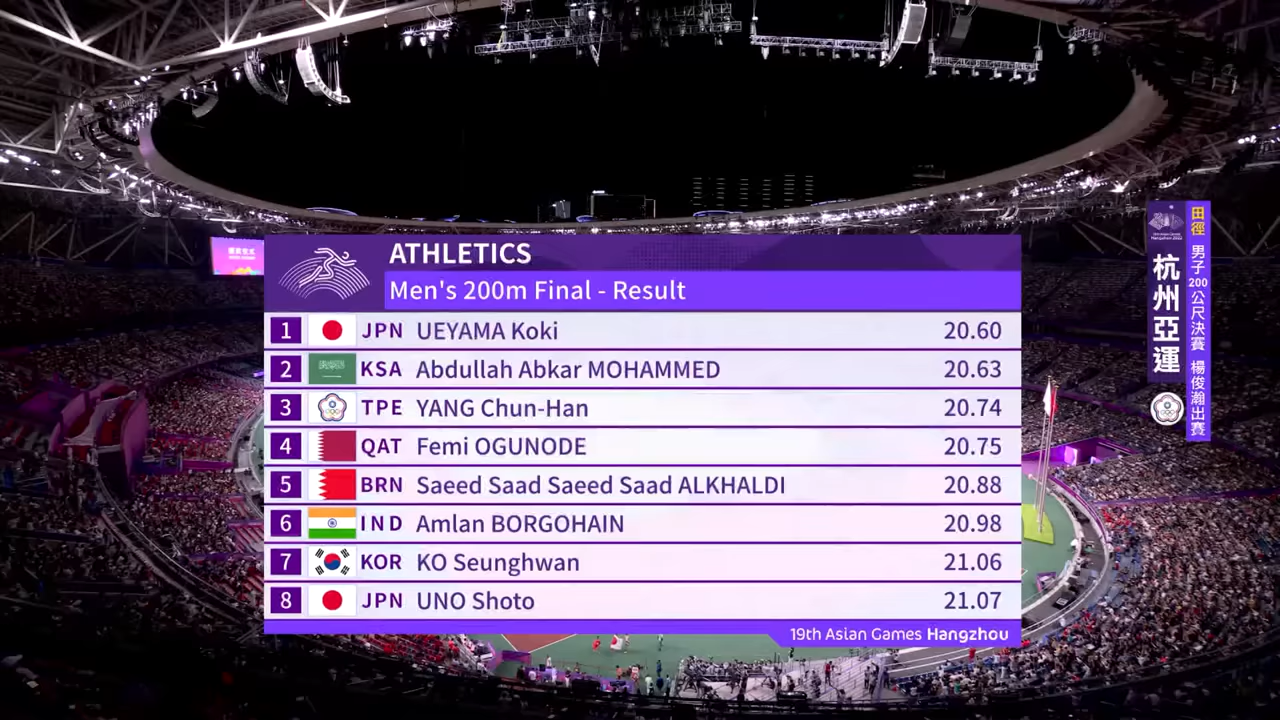 ATHLETICS
Men's 200m Final - Result
1 JPN UEYAMA Koki 20.60
2 KSA Abdullah Abkar MOHAMMED 20.63
3 TPE YANG Chun-Han 20.74
4 QAT Femi OGUNODE 20.75
5 BRN Saeed Saad Saeed Saad ALKHALDI 20.88
6 IND Amlan BORGOHAIN 20.98
7 KOR KO Seunghwan 21.06
8 JPN UNO Shoto 21.07
19th Asian Games Hangzhou
田徑 男子200公尺決賽 楊俊瀚出賽
杭州亞運